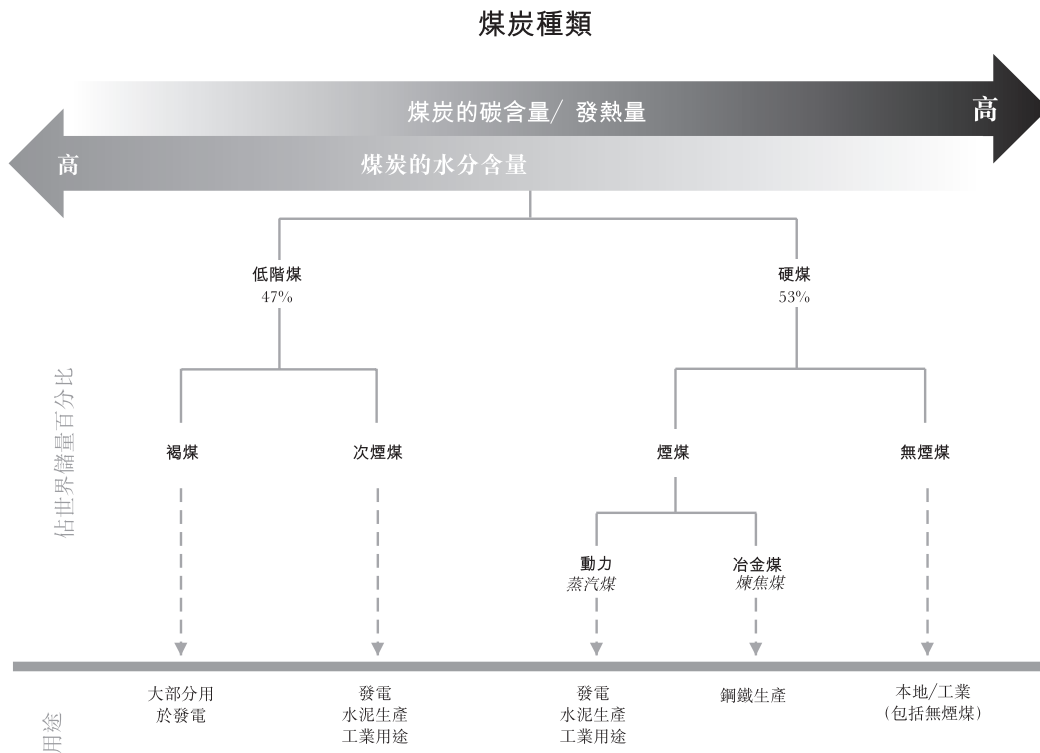 煤炭種類
煤炭的碳含量/ 發熱量
高
高
煤炭的水分含量
低階煤
47%
硬煤
53%
佔世界儲量百分比
褐煤
次煙煤
煙煤
無煙煤
動力
蒸汽煤
冶金煤
煉焦煤
用途
大部分用
於發電
發電
水泥生產
工業用途
發電
水泥生產
工業用途
鋼鐵生產
本地/工業
(包括無煙煤)